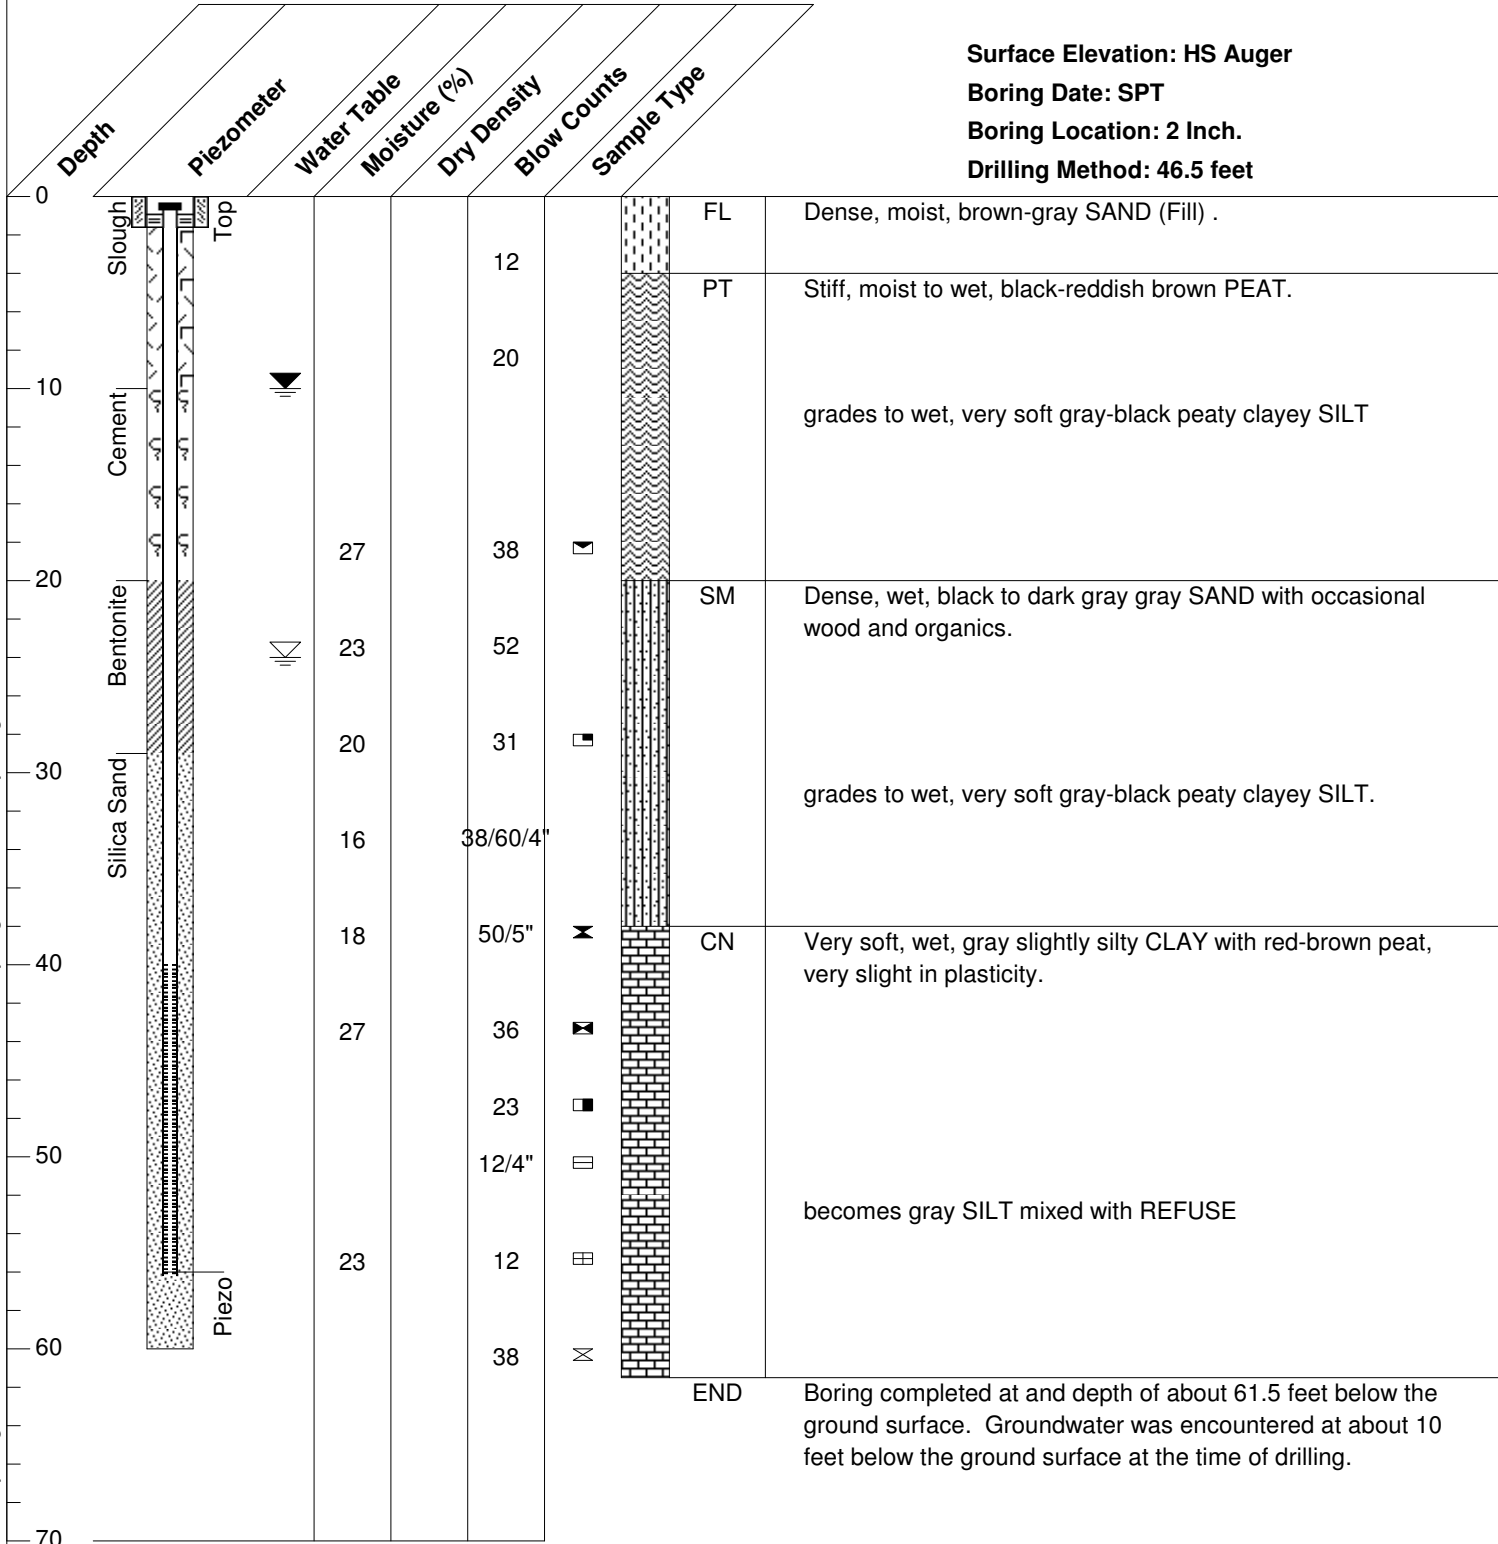 Surface Elevation: HS Auger
Boring Date: SPT
Boring Location: 2 Inch.
Drilling Method: 46.5 feet
Depth
Piezometer
Water Table
Moisture (%)
Dry Density
Blow Counts
Sample Type
0
Slough
Top
FL
Dense, moist, brown-gray SAND (Fill) .
12
PT
Stiff, moist to wet, black-reddish brown PEAT.
20
10
Cement
grades to wet, very soft gray-black peaty clayey SILT
27
38
20
Bentonite
SM
Dense, wet, black to dark gray gray SAND with occasional
wood and organics.
23
52
20
31
30
Silica Sand
grades to wet, very soft gray-black peaty clayey SILT.
16
38/60/4"
18
50/5"
CN
Very soft, wet, gray slightly silty CLAY with red-brown peat,
very slight in plasticity.
40
27
36
23
50
12/4"
becomes gray SILT mixed with REFUSE
23
12
Piezo
60
38
END
Boring completed at and depth of about 61.5 feet below the
ground surface. Groundwater was encountered at about 10
feet below the ground surface at the time of drilling.
70